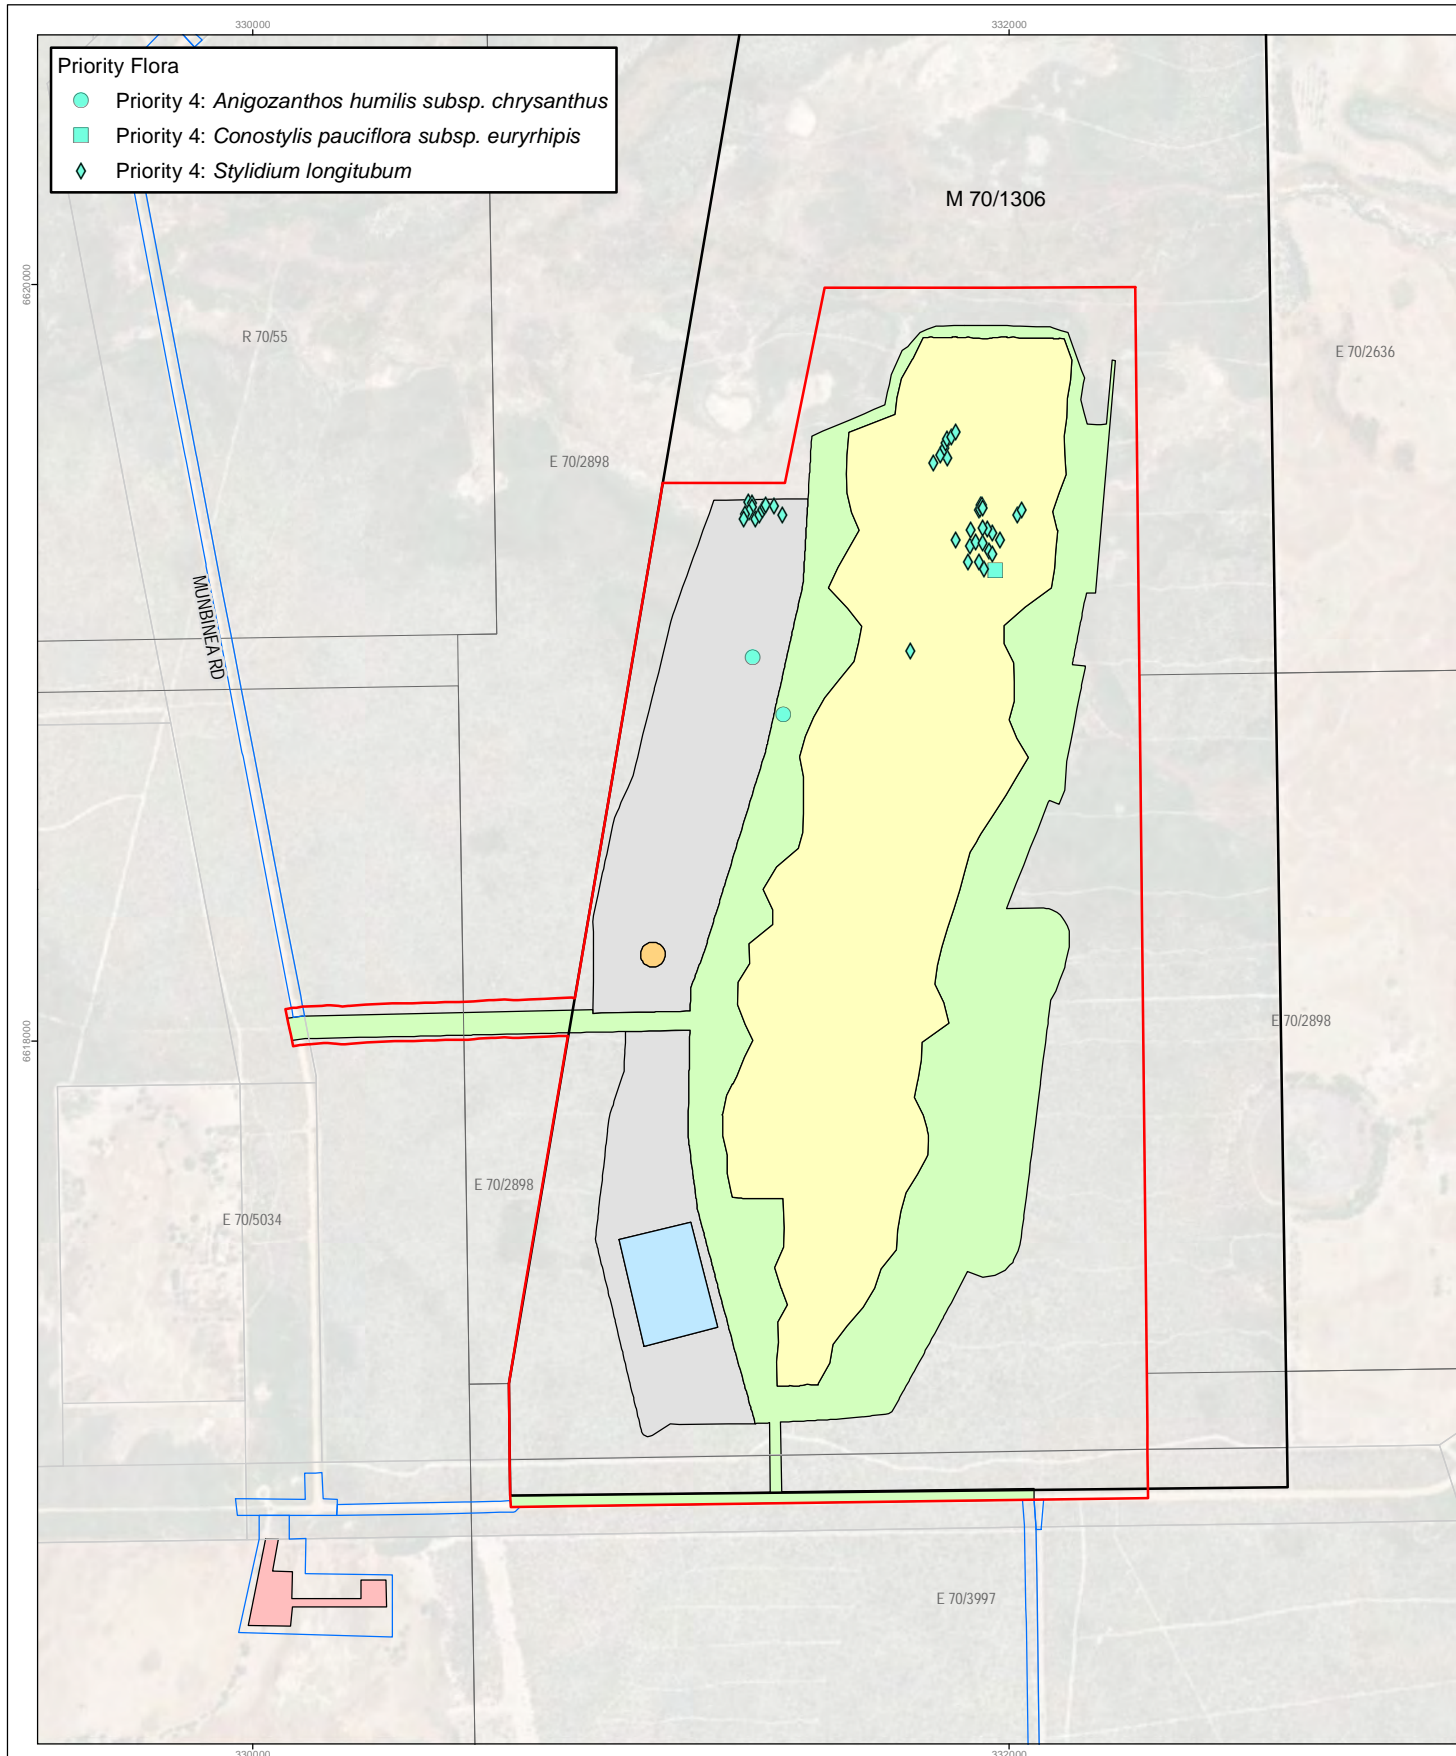 330000
332000
Priority Flora
Priority 4: Anigozanthos humilis subsp. chrysanthus
Priority 4: Conostylis pauciflora subsp. euryrhipis
Priority 4: Stylidium longitubum
M 70/1306
6620000
R 70/55
E 70/2636
E 70/2898
MUNBINEA RD
6618000
E 70/2898
E 70/2898
E 70/5034
E 70/3997
330000
332000